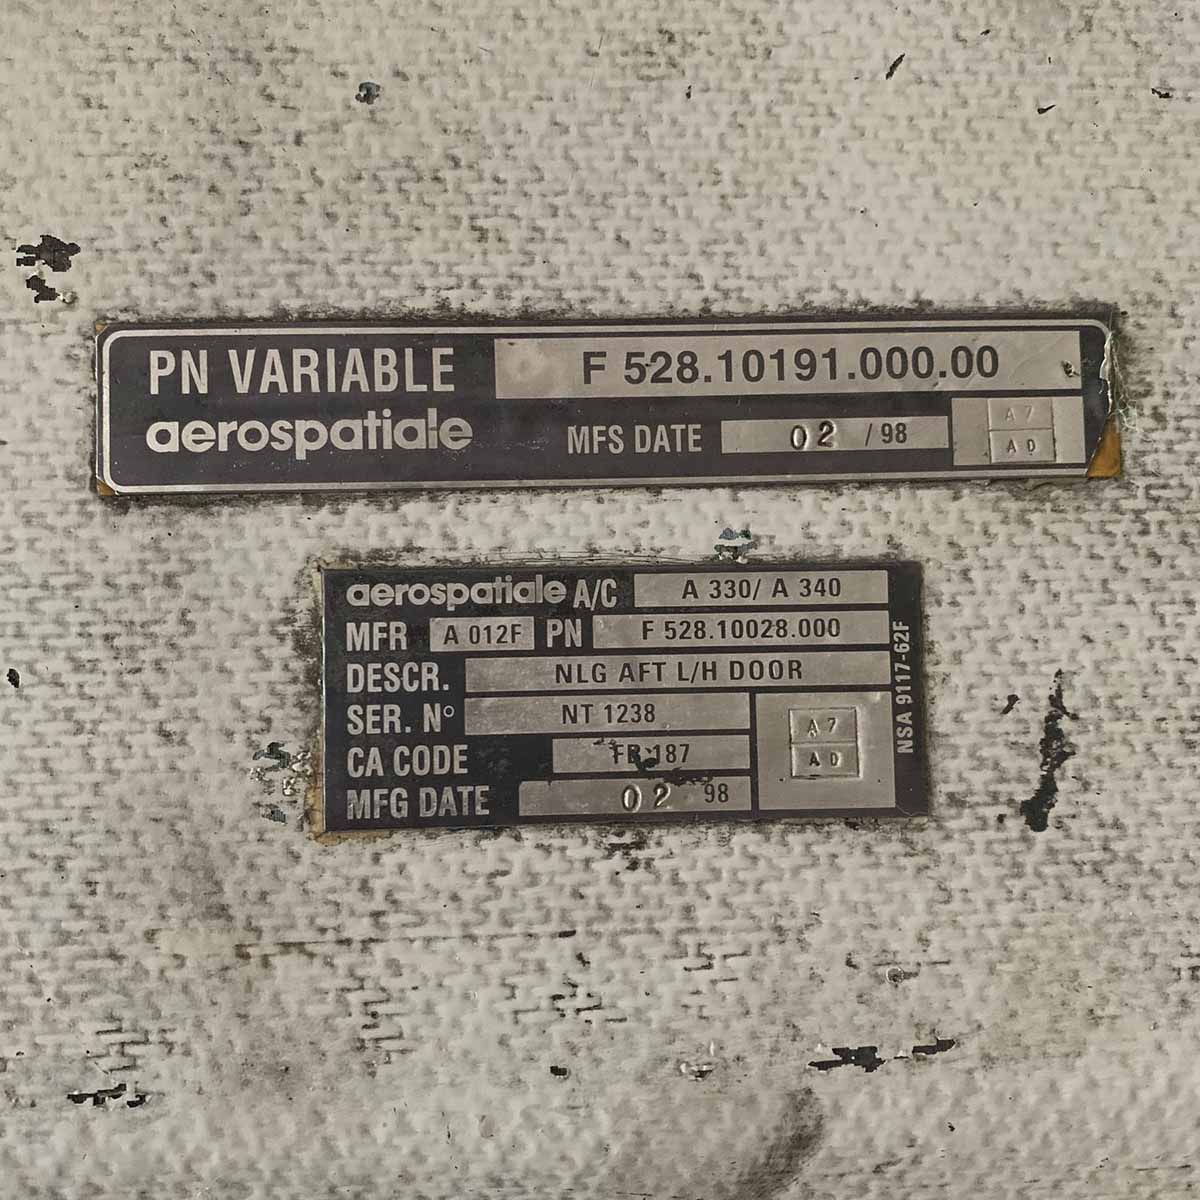 PN VARIABLE F 528.10191.000.00
aerospatiale MFS DATE 02 / 98
A 7
A D
aerospatiale A/C A 330/ A 340
MFR A 012F PN F 528.10028.000
DESCR. NLG AFT L/H DOOR
SER. N° NT 1238
CA CODE FR 187
MFG DATE 02 98
A 7
A D
NSA 9117-62F